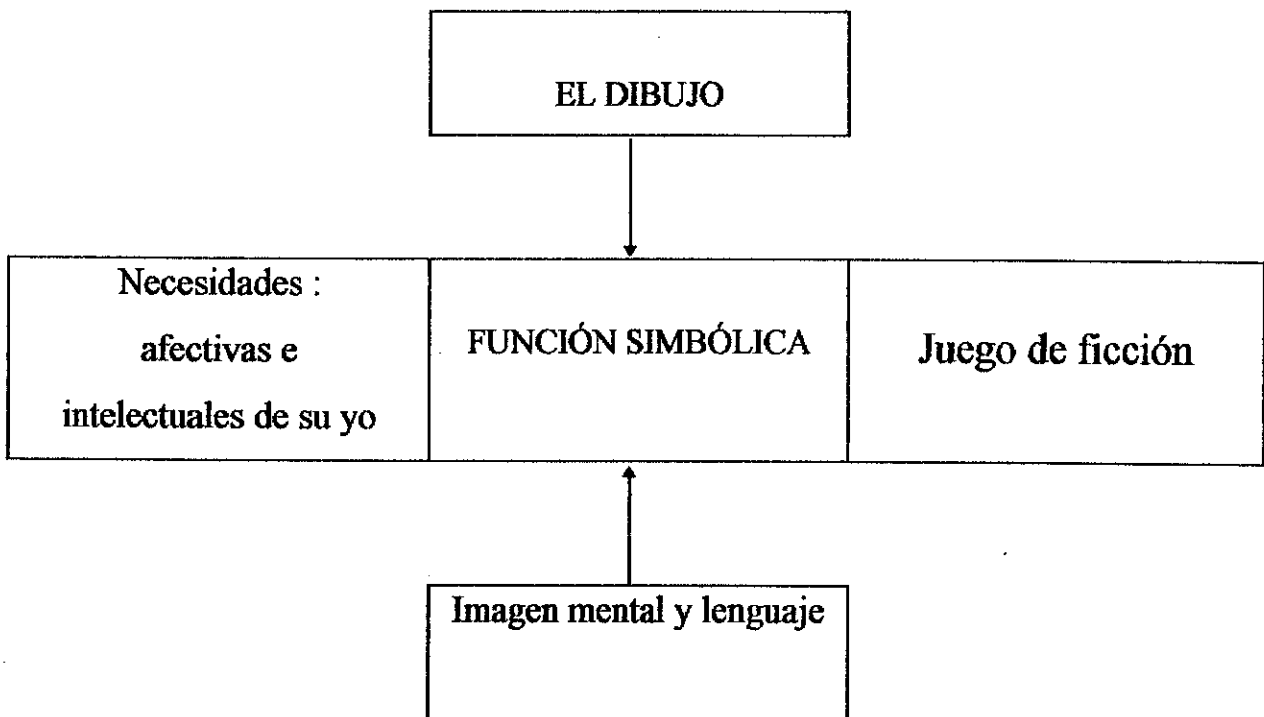 EL DIBUJO
Necesidades :
afectivas e
intelectuales de su yo
FUNCIÓN SIMBÓLICA
Juego de ficción
Imagen mental y lenguaje